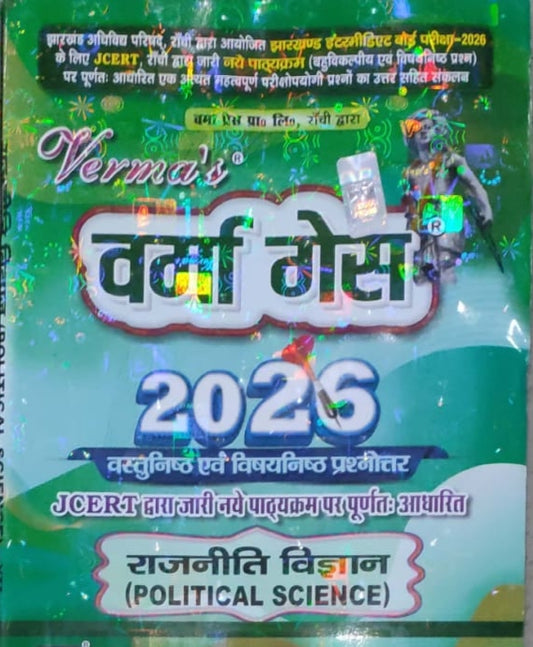 झारखंड अधिविद्य परिषद्, राँची द्वारा आयोजित झारखण्ड इंटरमीडिएट बोर्ड परीक्षा-2026
के लिए JCERT, राँची द्वारा जारी नये पाठ्यक्रम (बहुविकल्पीय एवं विषयनिष्ठ प्रश्न)
पर पूर्णतः आधारित एक अत्यंत महत्वपूर्ण परीक्षोपयोगी प्रश्नों का उत्तर सहित संकलन
वर्मा प्रेस प्रा० लि०, राँची द्वारा
Verma's®
वर्मा गेस®
2026
वस्तुनिष्ठ एवं विषयनिष्ठ प्रश्नोत्तर
JCERT द्वारा जारी नये पाठ्यक्रम पर पूर्णतः आधारित
राजनीति विज्ञान
(POLITICAL SCIENCE)